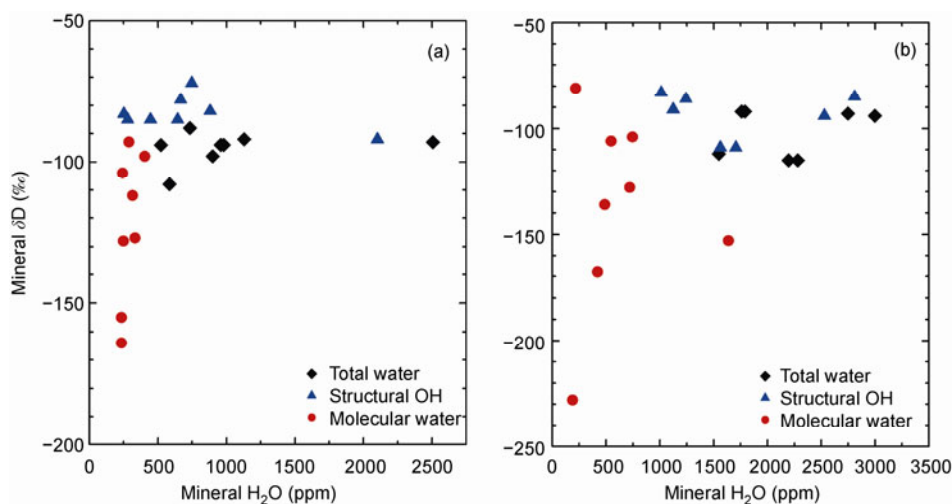 −50
(a)
−100
−150
−200
Mineral δD (‰)
Total water
Structural OH
Molecular water
0 500 1000 1500 2000 2500
Mineral H₂O (ppm)
−50
(b)
−100
−150
−200
−250
Total water
Structural OH
Molecular water
0 500 1000 1500 2000 2500 3000 3500
Mineral H₂O (ppm)